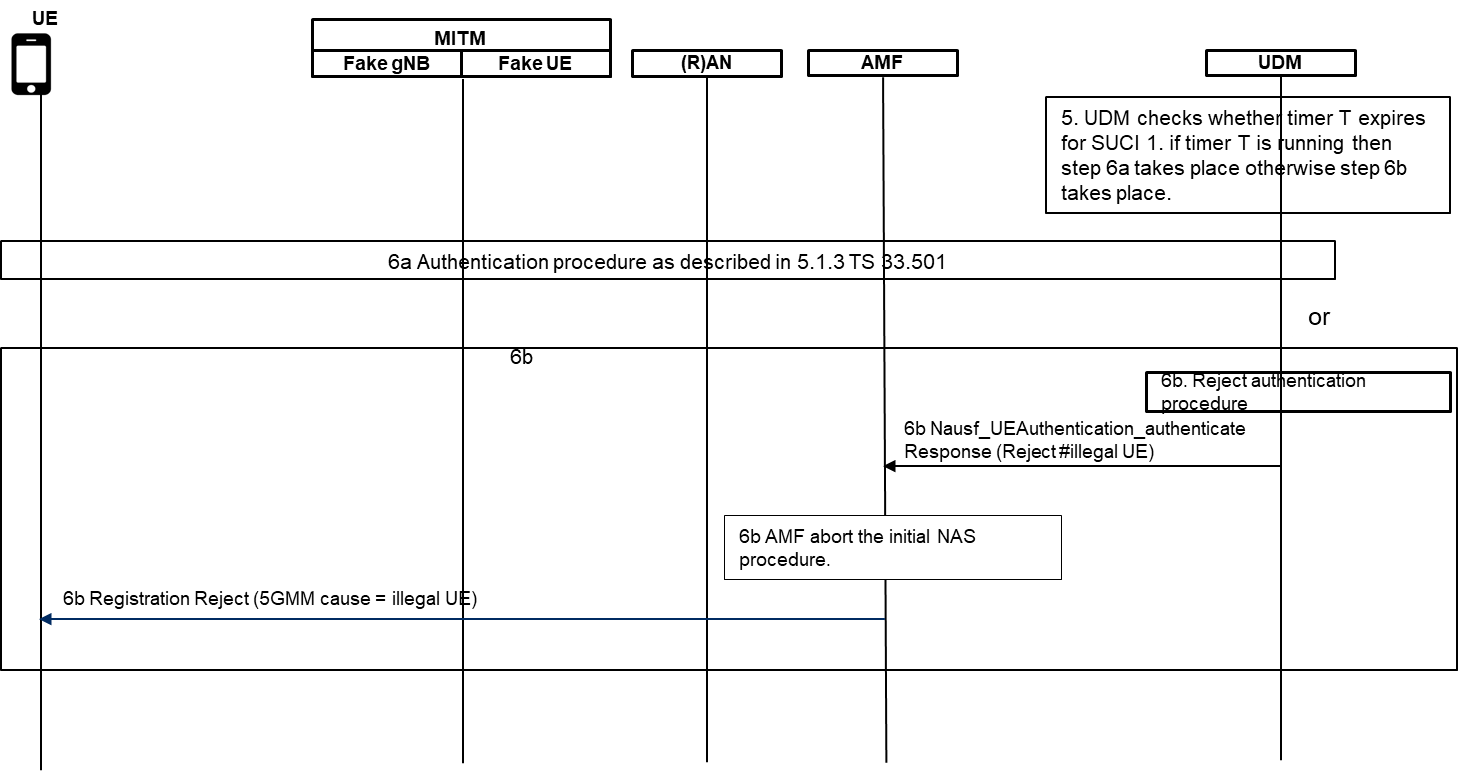 UE
MITM
Fake gNB
Fake UE
(R)AN
AMF
UDM
5. UDM checks whether timer T expires
for SUCI 1. if timer T is running then
step 6a takes place otherwise step 6b
takes place.
6a Authentication procedure as described in 5.1.3 TS 33.501
or
6b
6b. Reject authentication
procedure
6b Nausf_UEAuthentication_authenticate
Response (Reject #illegal UE)
6b AMF abort the initial NAS
procedure.
6b Registration Reject (5GMM cause = illegal UE)